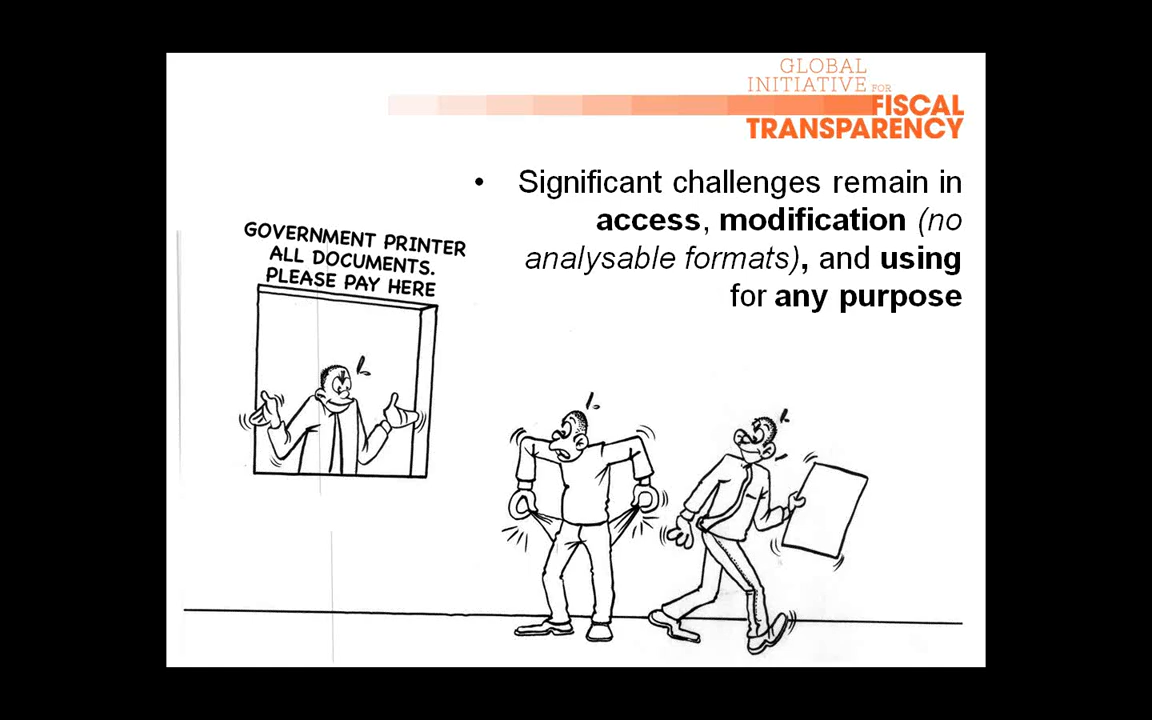 GLOBAL
INITIATIVE FOR
FISCAL
TRANSPARENCY
• Significant challenges remain in
access, modification (no
analysable formats), and using
for any purpose
GOVERNMENT PRINTER
ALL DOCUMENTS.
PLEASE PAY HERE